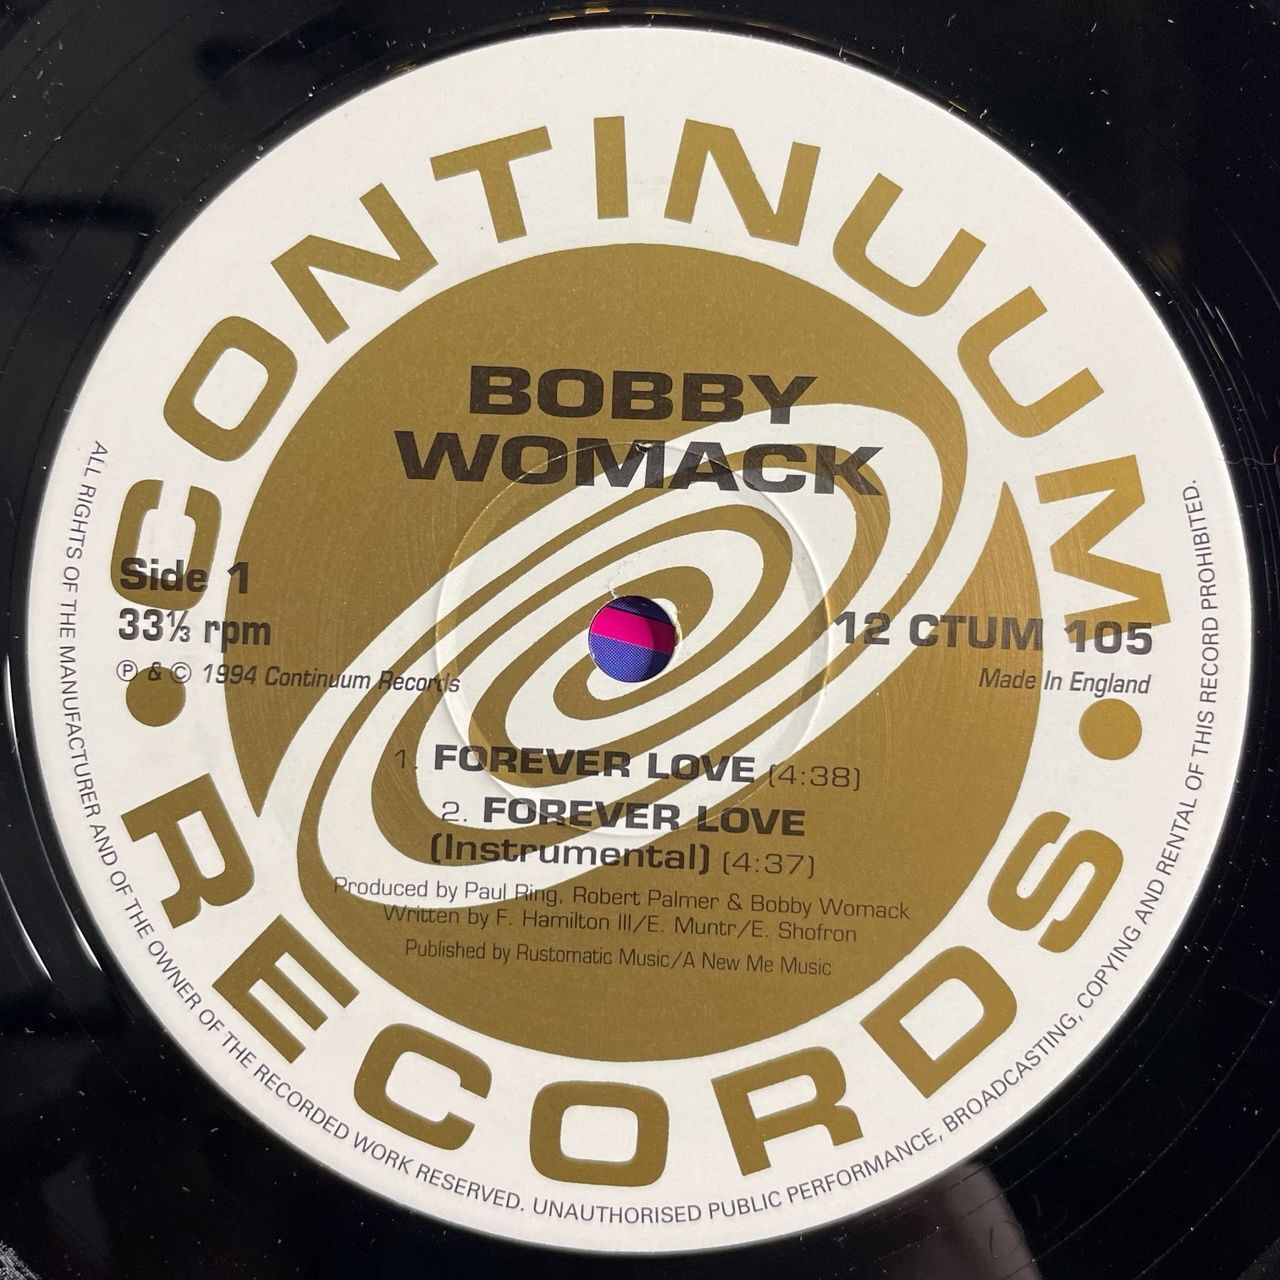 CONTINUUM
BOBBY
WOMACK
Side 1
33⅓ rpm
℗ & © 1994 Continuum Records
12 CTUM 105
Made In England
1. FOREVER LOVE (4:38)
2. FOREVER LOVE
(Instrumental) (4:37)
Produced by Paul Ring, Robert Palmer & Bobby Womack
Written by F. Hamilton III/E. Muntr/E. Shofron
Published by Rustomatic Music/A New Me Music
• RECORDS •
ALL RIGHTS OF THE MANUFACTURER AND OF THE OWNER OF THE RECORDED WORK RESERVED. UNAUTHORISED PUBLIC PERFORMANCE, BROADCASTING, COPYING AND RENTAL OF THIS RECORD PROHIBITED.